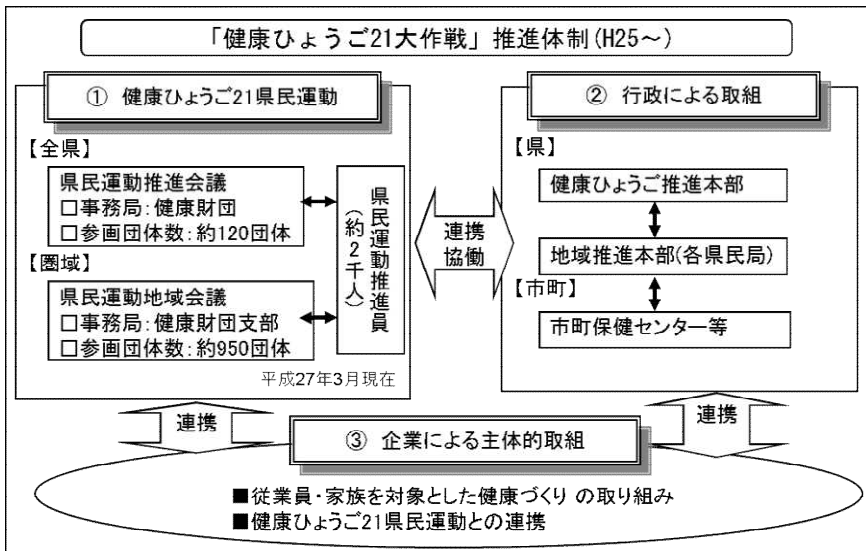 「健康ひょうご21大作戦」推進体制(H25～)
① 健康ひょうご21県民運動
【全県】
県民運動推進会議
□事務局:健康財団
□参画団体数:約120団体
【圏域】
県民運動地域会議
□事務局:健康財団支部
□参画団体数:約950団体
県民運動推進員
(約2千人)
平成27年3月現在
連携
協働
② 行政による取組
【県】
健康ひょうご推進本部
地域推進本部(各県民局)
【市町】
市町保健センター等
連携
連携
③ 企業による主体的取組
■従業員・家族を対象とした健康づくり の取り組み
■健康ひょうご21県民運動との連携